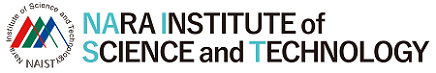 Nara Institute of Science and Technology
NAIST
NARA INSTITUTE of
SCIENCE and TECHNOLOGY